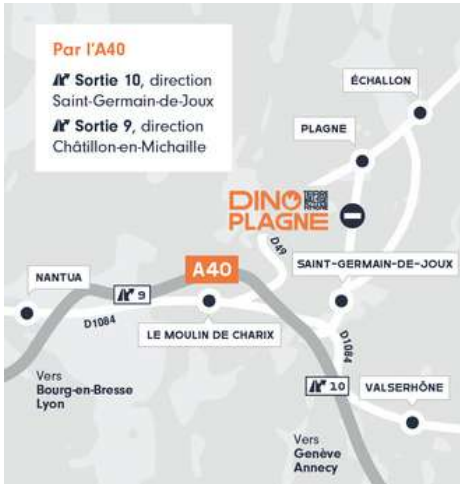 Par l'A40
Sortie 10, direction
Saint-Germain-de-Joux
Sortie 9, direction
Châtillon-en-Michaille
ÉCHALLON
PLAGNE
DINO
PLAGNE
D49
SAINT-GERMAIN-DE-JOUX
A40
NANTUA
9
D1084
LE MOULIN DE CHARIX
D1084
10
VALSERHÔNE
Vers
Bourg-en-Bresse
Lyon
Vers
Genève
Annecy